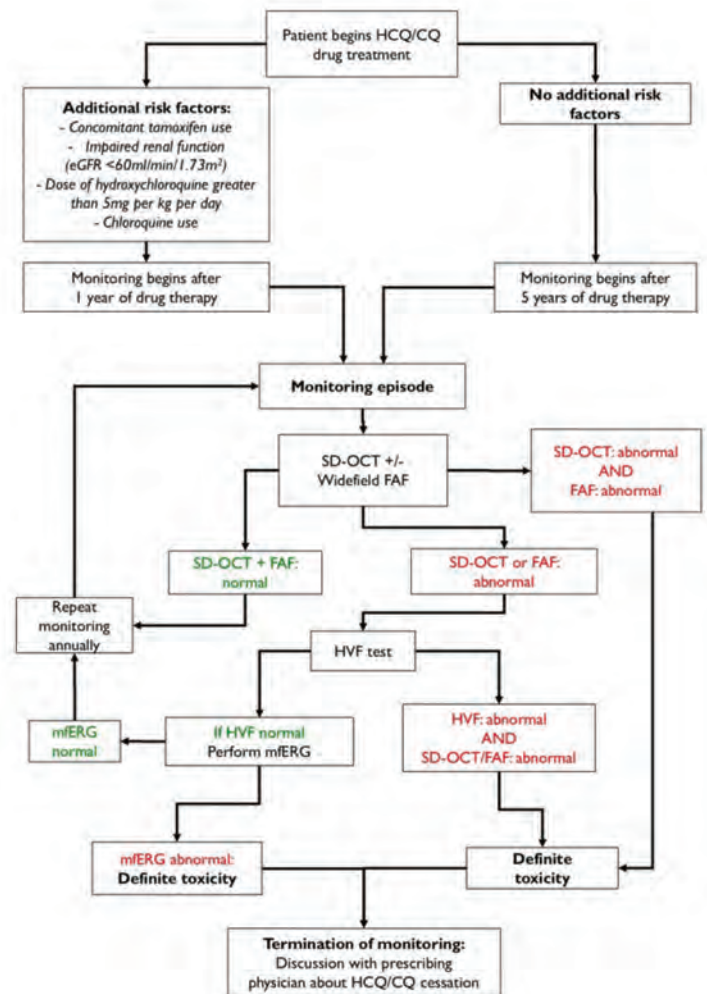 Patient begins HCQ/CQ
drug treatment
Additional risk factors:
- Concomitant tamoxifen use
- Impaired renal function
(eGFR <60ml/min/1.73m²)
- Dose of hydroxychloroquine greater
than 5mg per kg per day
- Chloroquine use
No additional risk
factors
Monitoring begins after
1 year of drug therapy
Monitoring begins after
5 years of drug therapy
Monitoring episode
SD-OCT +/-
Widefield FAF
SD-OCT: abnormal
AND
FAF: abnormal
SD-OCT + FAF:
normal
SD-OCT or FAF:
abnormal
Repeat
monitoring
annually
HVF test
mfERG
normal
If HVF normal
Perform mfERG
HVF: abnormal
AND
SD-OCT/FAF: abnormal
mfERG abnormal:
Definite toxicity
Definite
toxicity
Termination of monitoring:
Discussion with prescribing
physician about HCQ/CQ cessation